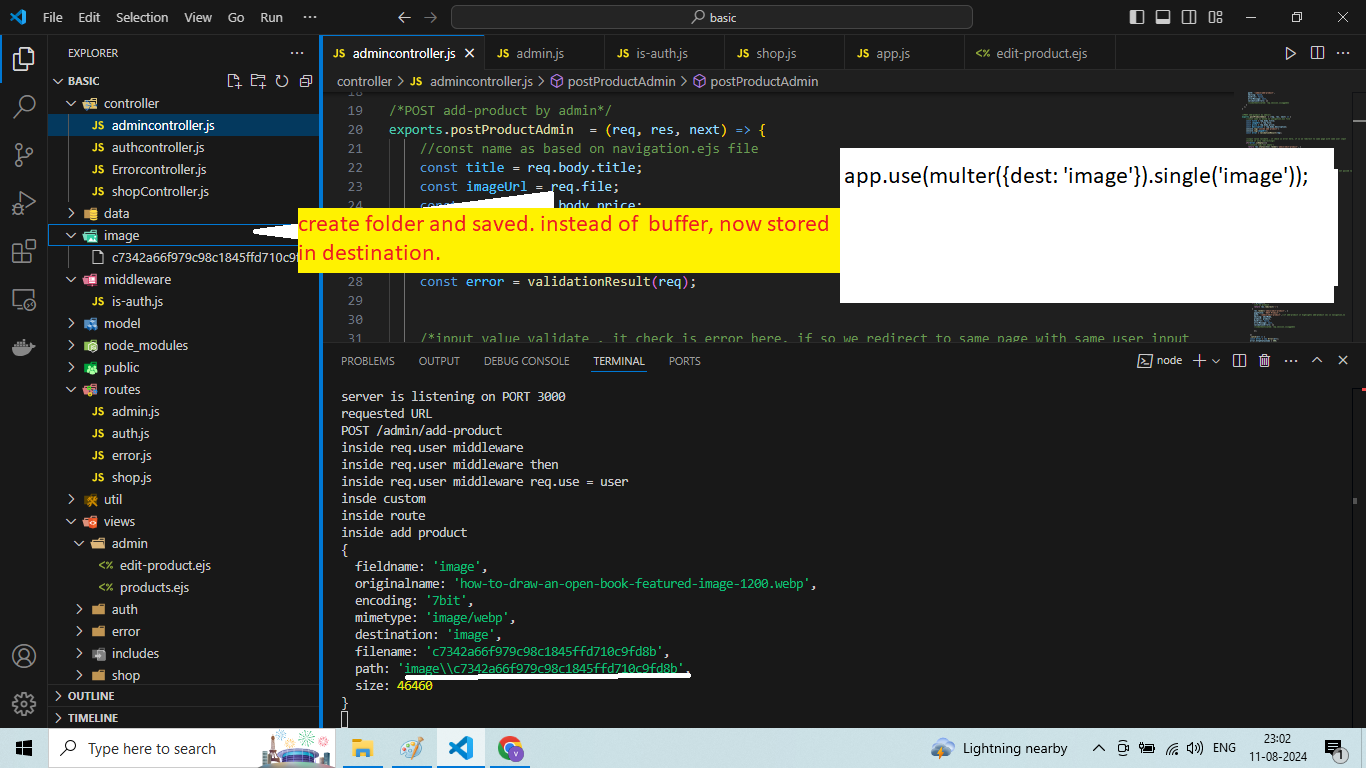 File Edit Selection View Go Run ···
basic
EXPLORER
admincontroller.js
JS admin.js
JS is-auth.js
JS shop.js
JS app.js
<%> edit-product.ejs
BASIC
controller
JS admincontroller.js
JS authcontroller.js
JS Errorcontroller.js
JS shopController.js
data
image
c7342a66f979c98c1845ffd710c9f
middleware
JS is-auth.js
model
node_modules
public
routes
JS admin.js
JS auth.js
JS error.js
JS shop.js
util
views
admin
<%> edit-product.ejs
<%> products.ejs
auth
error
includes
shop
OUTLINE
TIMELINE
controller > JS admincontroller.js > postProductAdmin > postProductAdmin
19 /*POST add-product by admin*/
20 exports.postProductAdmin = (req, res, next) => {
21 //const name as based on navigation.ejs file
22 const title = req.body.title;
23 const imageUrl = req.file;
24
create folder and saved. instead of buffer, now stored
in destination.
app.use(multer({dest: 'image'}).single('image'));
28 const error = validationResult(req);
29
30
31 /*input value validate , it check is error here, if so we redirect to same page with same user input
PROBLEMS OUTPUT DEBUG CONSOLE TERMINAL PORTS
node
server is listening on PORT 3000
requested URL
POST /admin/add-product
inside req.user middleware
inside req.user middleware then
inside req.user middleware req.use = user
insde custom
inside route
inside add product
{
fieldname: 'image',
originalname: 'how-to-draw-an-open-book-featured-image-1200.webp',
encoding: '7bit',
mimetype: 'image/webp',
destination: 'image',
filename: 'c7342a66f979c98c1845ffd710c9fd8b',
path: 'image\\c7342a66f979c98c1845ffd710c9fd8b',
size: 46460
}
Type here to search
Lightning nearby
ENG
23:02
11-08-2024
1